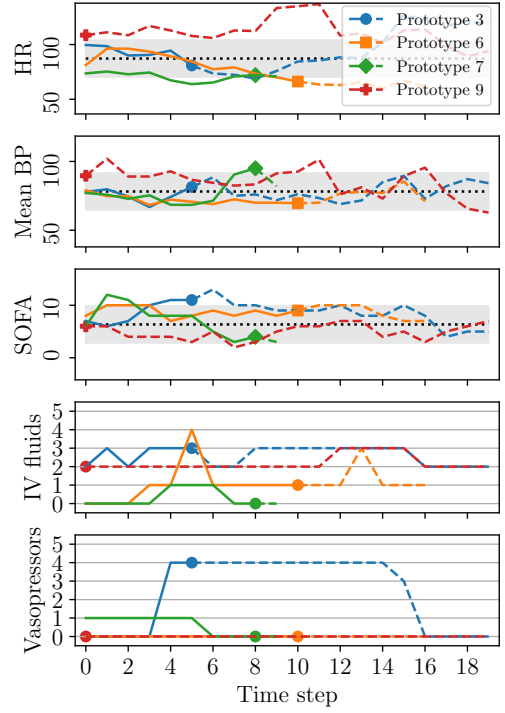 HR
100
50
Prototype 3
Prototype 6
Prototype 7
Prototype 9
Mean BP
100
50
SOFA
10
0
IV fluids
5
4
3
2
1
0
Vasopressors
5
4
3
2
1
0
0 2 4 6 8 10 12 14 16 18
Time step